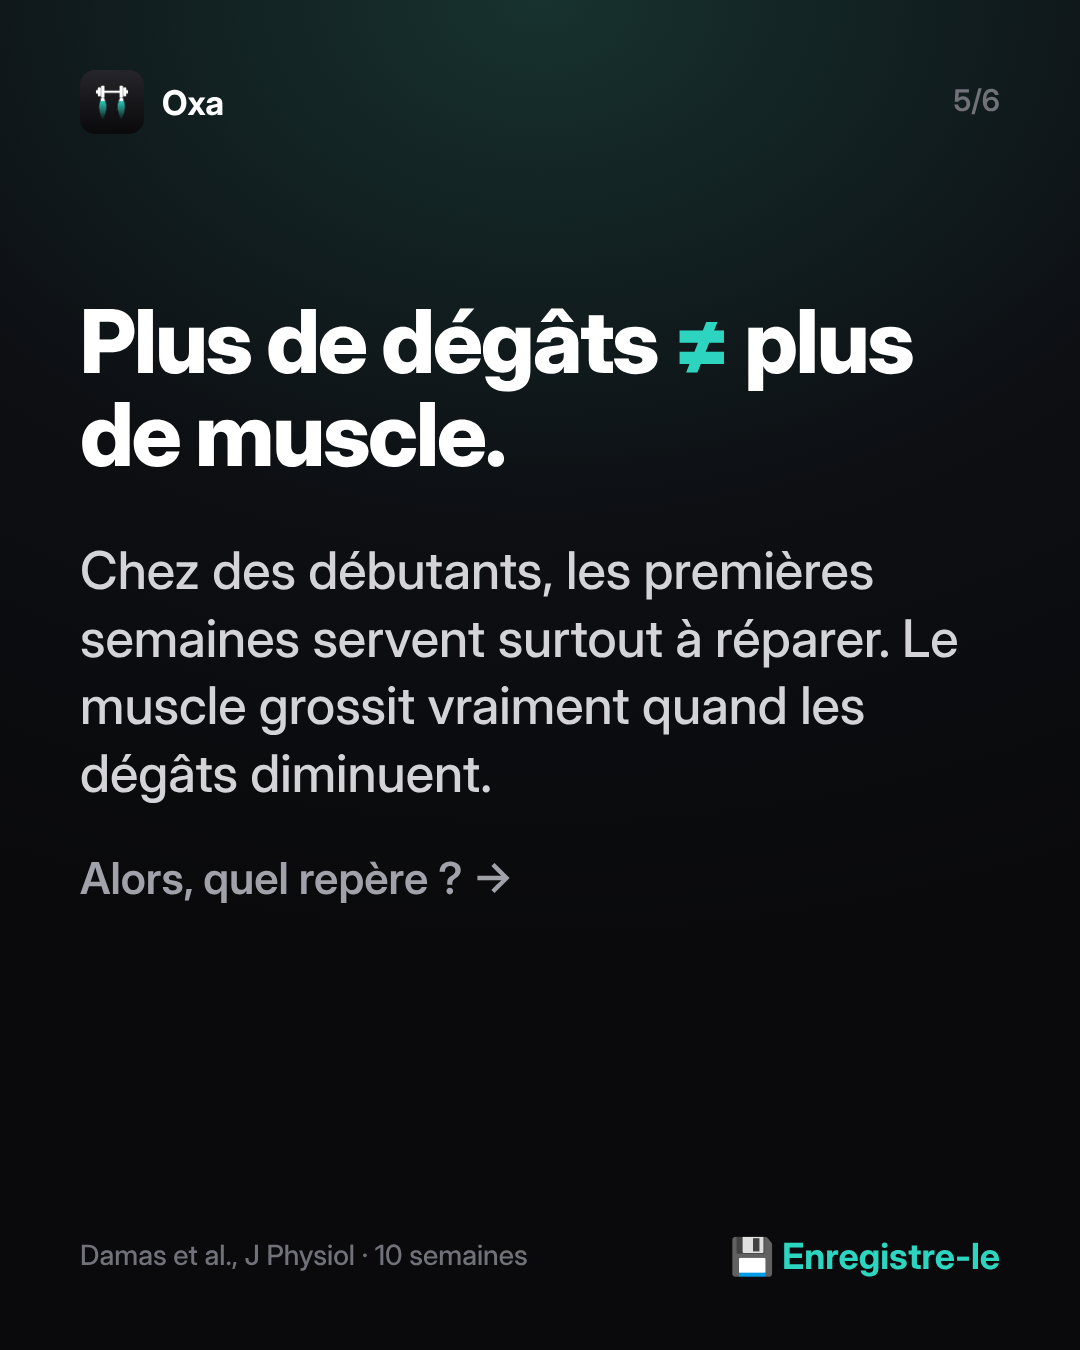 Oxa
5/6
Plus de dégâts ≠ plus
de muscle.
Chez des débutants, les premières
semaines servent surtout à réparer. Le
muscle grossit vraiment quand les
dégâts diminuent.
Alors, quel repère ? →
Damas et al., J Physiol · 10 semaines
💾 Enregistre-le